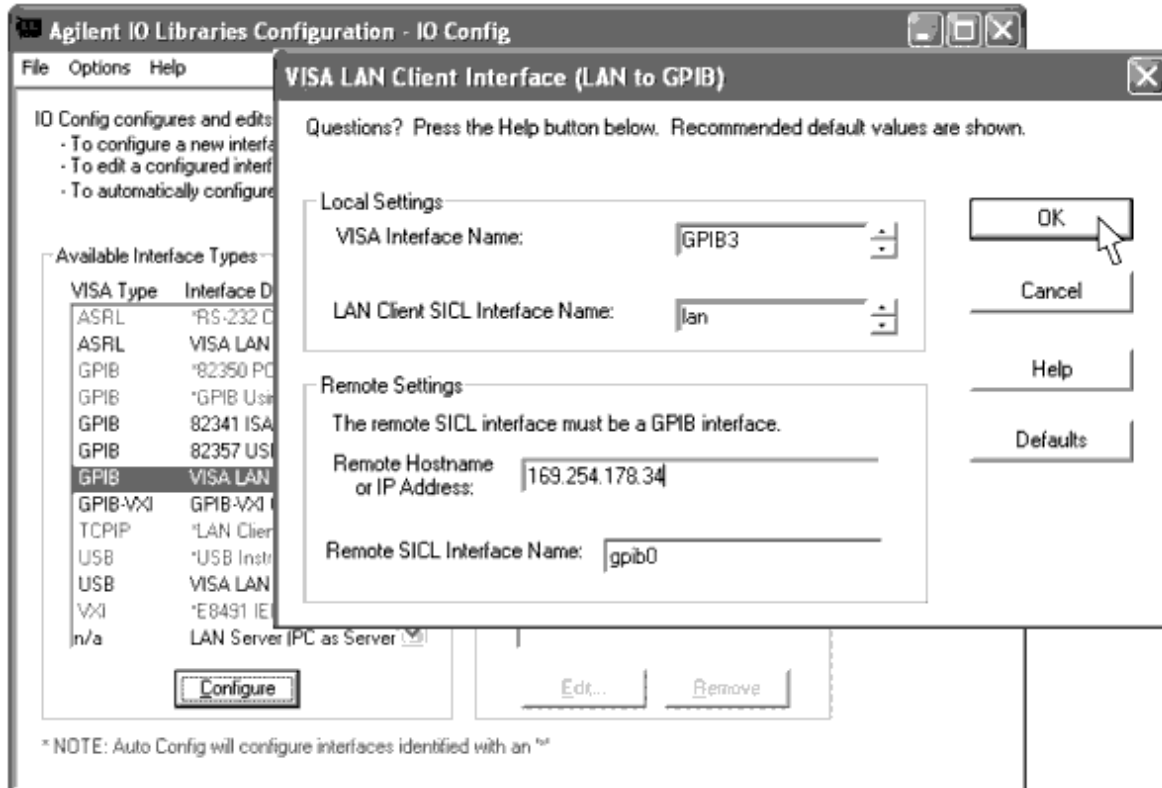 Agilent IO Libraries Configuration - IO Config
File Options Help
IO Config configures and edits
- To configure a new interfa
- To edit a configured interf
- To automatically configure
Available Interface Types
VISA Type Interface D
ASRL *RS-232 C
ASRL VISA LAN
GPIB *82350 PC
GPIB *GPIB Usin
GPIB 82341 ISA
GPIB 82357 USI
GPIB VISA LAN
GPIB-VXI GPIB-VXI
TCPIP *LAN Clien
USB *USB Instr
USB VISA LAN
VXI *E8491 IEE
n/a LAN Server (PC as Server
Configure
Edit... Remove
* NOTE: Auto Config will configure interfaces identified with an '*'
VISA LAN Client Interface (LAN to GPIB)
Questions? Press the Help button below. Recommended default values are shown.
Local Settings
VISA Interface Name: GPIB3
LAN Client SICL Interface Name: lan
Remote Settings
The remote SICL interface must be a GPIB interface.
Remote Hostname
or IP Address: 169.254.178.34
Remote SICL Interface Name: gpib0
OK
Cancel
Help
Defaults